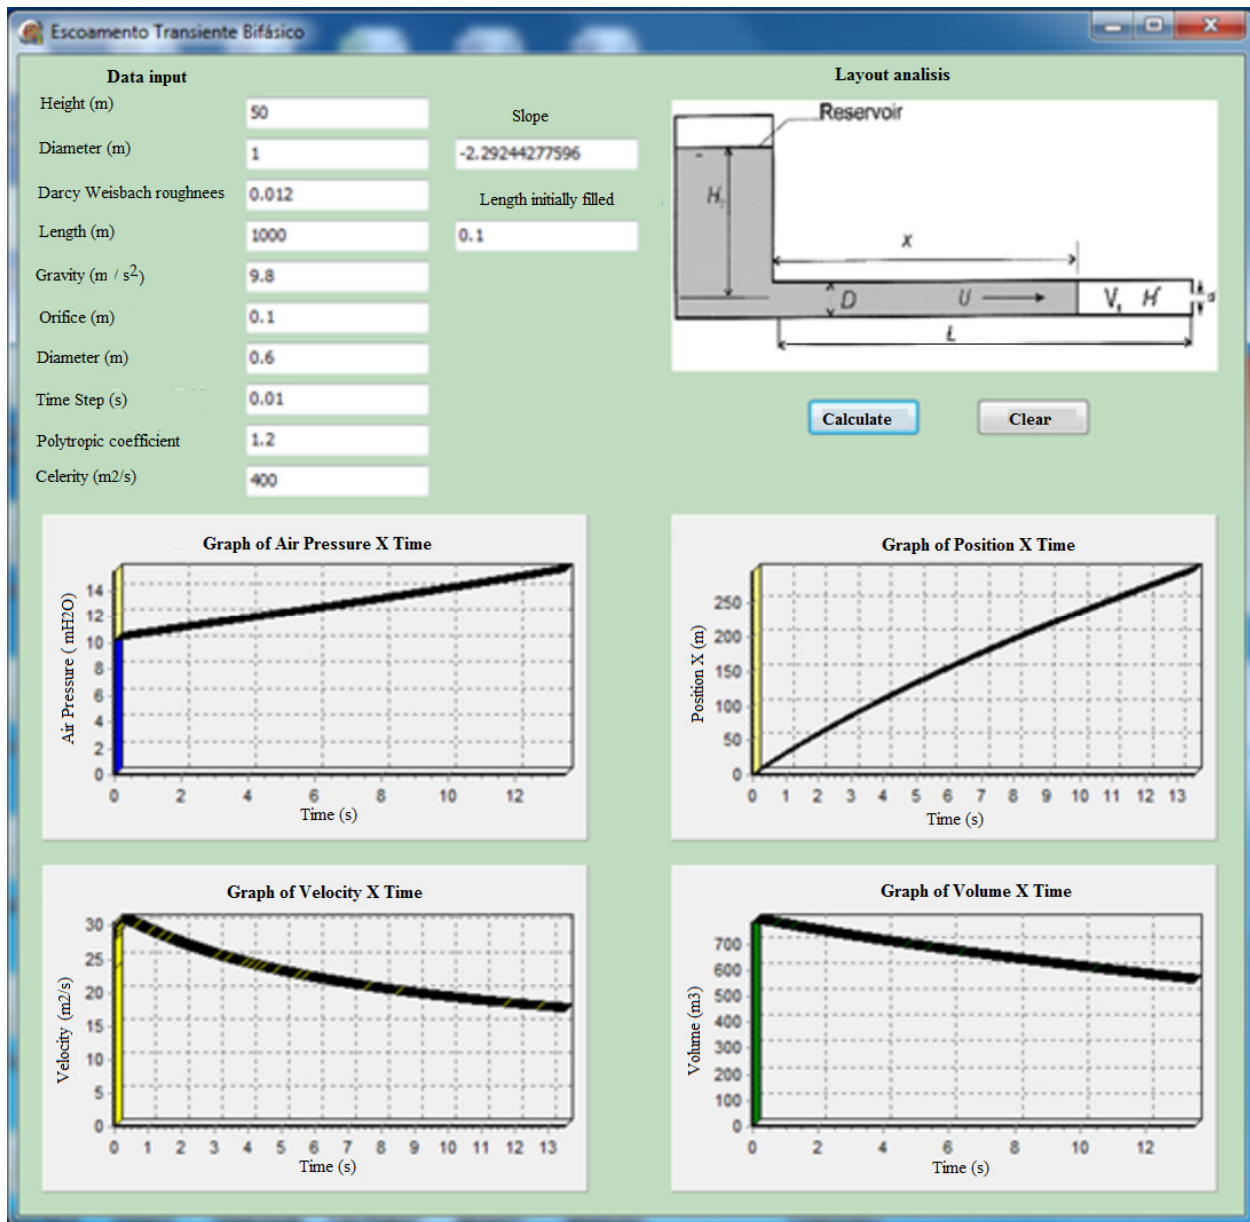 Escoamento Transiente Bifásico
Data input
Height (m)
50
Diameter (m)
1
Darcy Weisbach roughnees
0.012
Length (m)
1000
Gravity (m / s2)
9.8
Orifice (m)
0.1
Diameter (m)
0.6
Time Step (s)
0.01
Polytropic coefficient
1.2
Celerity (m2/s)
400
Slope
-2.29244277596
Length initially filled
0.1
Layout analisis
Reservoir
H
x
D U V H
L
Calculate
Clear
Graph of Air Pressure X Time
Air Pressure ( mH2O)
14
12
10
8
6
4
2
0
0 2 4 6 8 10 12
Time (s)
Graph of Position X Time
Position X (m)
250
200
150
100
50
0
0 1 2 3 4 5 6 7 8 9 10 11 12 13
Time (s)
Graph of Velocity X Time
Velocity (m2/s)
30
25
20
15
10
5
0
0 1 2 3 4 5 6 7 8 9 10 11 12 13
Time (s)
Graph of Volume X Time
Volume (m3)
700
600
500
400
300
200
100
0
0 2 4 6 8 10 12
Time (s)